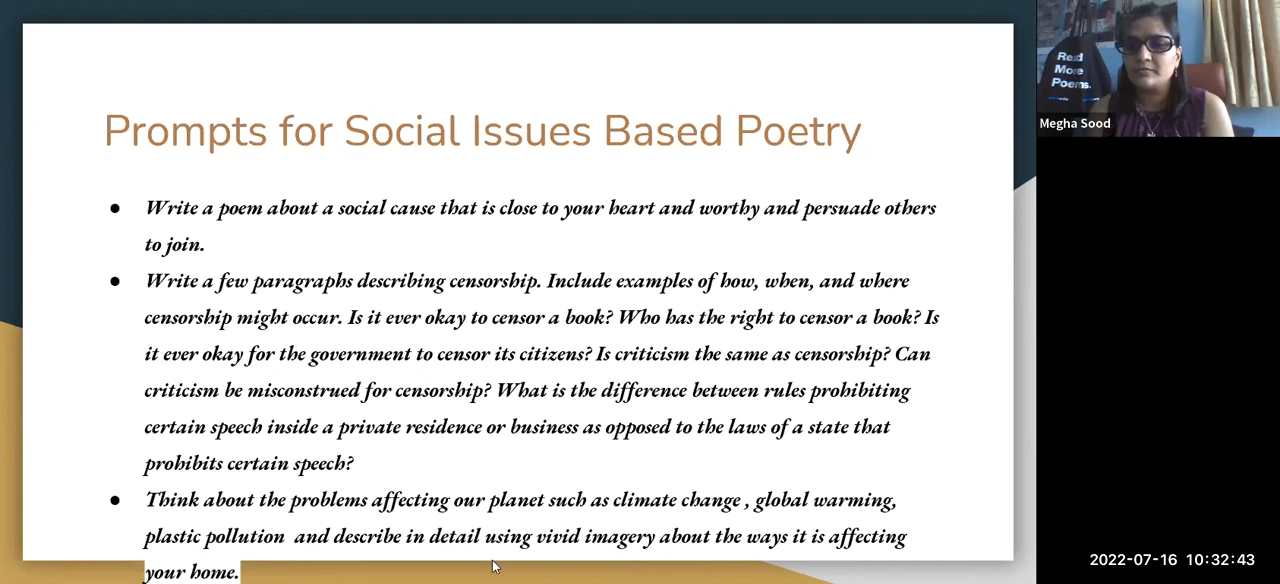 Prompts for Social Issues Based Poetry
● Write a poem about a social cause that is close to your heart and worthy and persuade others
to join.
● Write a few paragraphs describing censorship. Include examples of how, when, and where
censorship might occur. Is it ever okay to censor a book? Who has the right to censor a book? Is
it ever okay for the government to censor its citizens? Is criticism the same as censorship? Can
criticism be misconstrued for censorship? What is the difference between rules prohibiting
certain speech inside a private residence or business as opposed to the laws of a state that
prohibits certain speech?
● Think about the problems affecting our planet such as climate change , global warming,
plastic pollution  and describe in detail using vivid imagery about the ways it is affecting
your home.
Read
More
Poems.
Megha Sood
2022-07-16 10:32:43